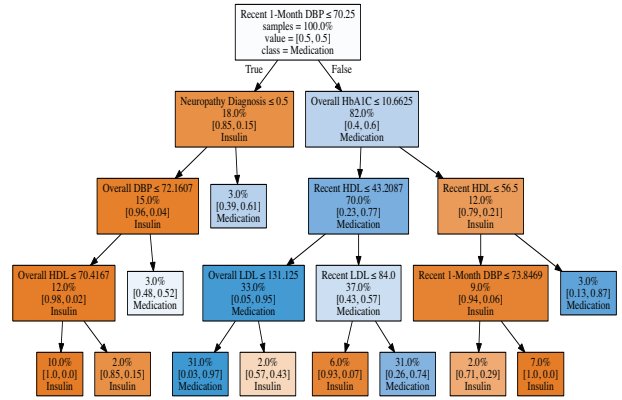 Recent 1-Month DBP ≤ 70.25
samples = 100.0%
value = [0.5, 0.5]
class = Medication
True
False
Neuropathy Diagnosis ≤ 0.5
18.0%
[0.85, 0.15]
Insulin
Overall HbA1C ≤ 10.6625
82.0%
[0.4, 0.6]
Medication
Overall DBP ≤ 72.1607
15.0%
[0.96, 0.04]
Insulin
3.0%
[0.39, 0.61]
Medication
Recent HDL ≤ 43.2087
70.0%
[0.23, 0.77]
Medication
Recent HDL ≤ 56.5
12.0%
[0.79, 0.21]
Insulin
Overall HDL ≤ 70.4167
12.0%
[0.98, 0.02]
Insulin
3.0%
[0.48, 0.52]
Medication
Overall LDL ≤ 131.125
33.0%
[0.05, 0.95]
Medication
Recent LDL ≤ 84.0
37.0%
[0.43, 0.57]
Medication
Recent 1-Month DBP ≤ 73.8469
9.0%
[0.94, 0.06]
Insulin
3.0%
[0.13, 0.87]
Medication
10.0%
[1.0, 0.0]
Insulin
2.0%
[0.85, 0.15]
Insulin
31.0%
[0.03, 0.97]
Medication
2.0%
[0.57, 0.43]
Insulin
6.0%
[0.93, 0.07]
Insulin
31.0%
[0.26, 0.74]
Medication
2.0%
[0.71, 0.29]
Insulin
7.0%
[1.0, 0.0]
Insulin